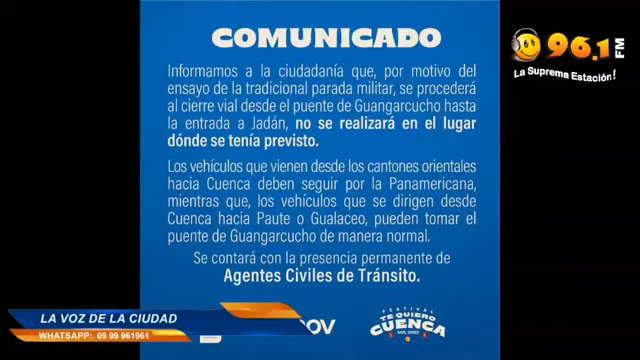 COMUNICADO
96.1 FM
La Suprema Estación!
Informamos a la ciudadanía que, por motivo del
ensayo de la tradicional parada militar, se procederá
al cierre vial desde el puente de Guangarcucho hasta
la entrada a Jadán, no se realizará en el lugar
dónde se tenía previsto.
Los vehículos que vienen desde los cantones orientales
hacia Cuenca deben seguir por la Panamericana,
mientras que, los vehículos que se dirigen desde
Cuenca hacia Paute o Gualaceo, pueden tomar el
puente de Guangarcucho de manera normal.
Se contará con la presencia permanente de
Agentes Civiles de Tránsito.
LA VOZ DE LA CIUDAD
WHATSAPP: 09 99 961961
OV
FESTIVAL
TE QUIERO
CUENCA